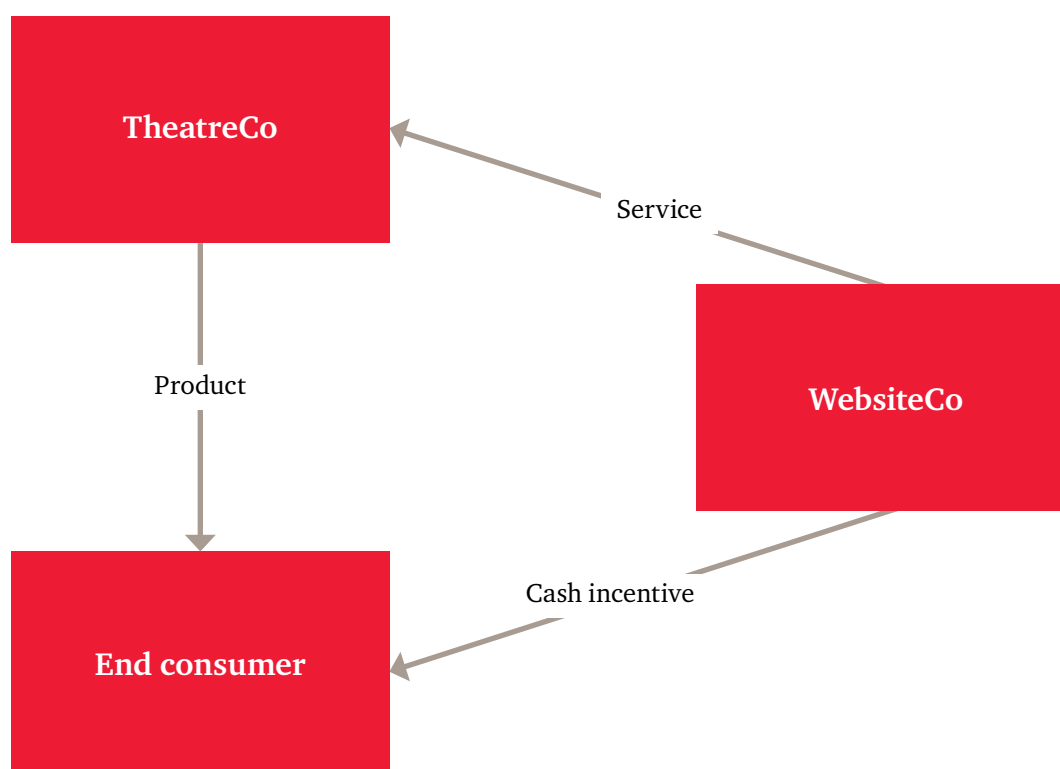 TheatreCo
Service
Product
WebsiteCo
Cash incentive
End consumer